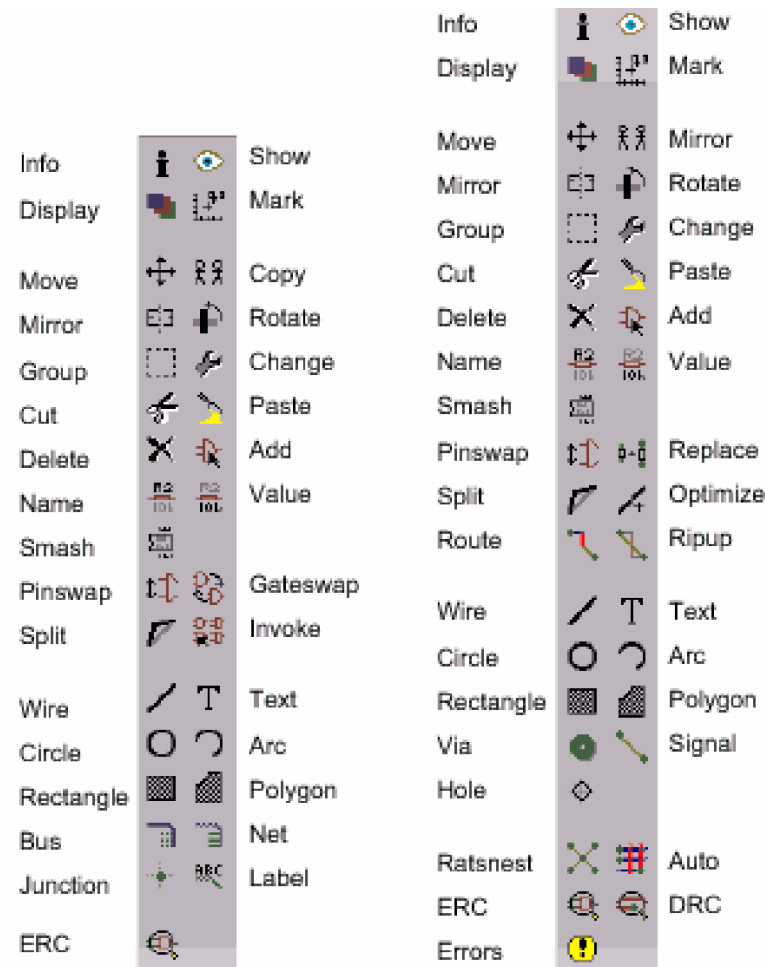 Info Show
Display Mark
Move Copy
Mirror Rotate
Group Change
Cut Paste
Delete Add
Name Value
Smash
Pinswap Gateswap
Split Invoke
Wire Text
Circle Arc
Rectangle Polygon
Bus Net
Junction Label
ERC
Info Show
Display Mark
Move Mirror
Mirror Rotate
Group Change
Cut Paste
Delete Add
Name Value
Smash
Pinswap Replace
Split Optimize
Route Ripup
Wire Text
Circle Arc
Rectangle Polygon
Via Signal
Hole
Ratsnest Auto
ERC DRC
Errors